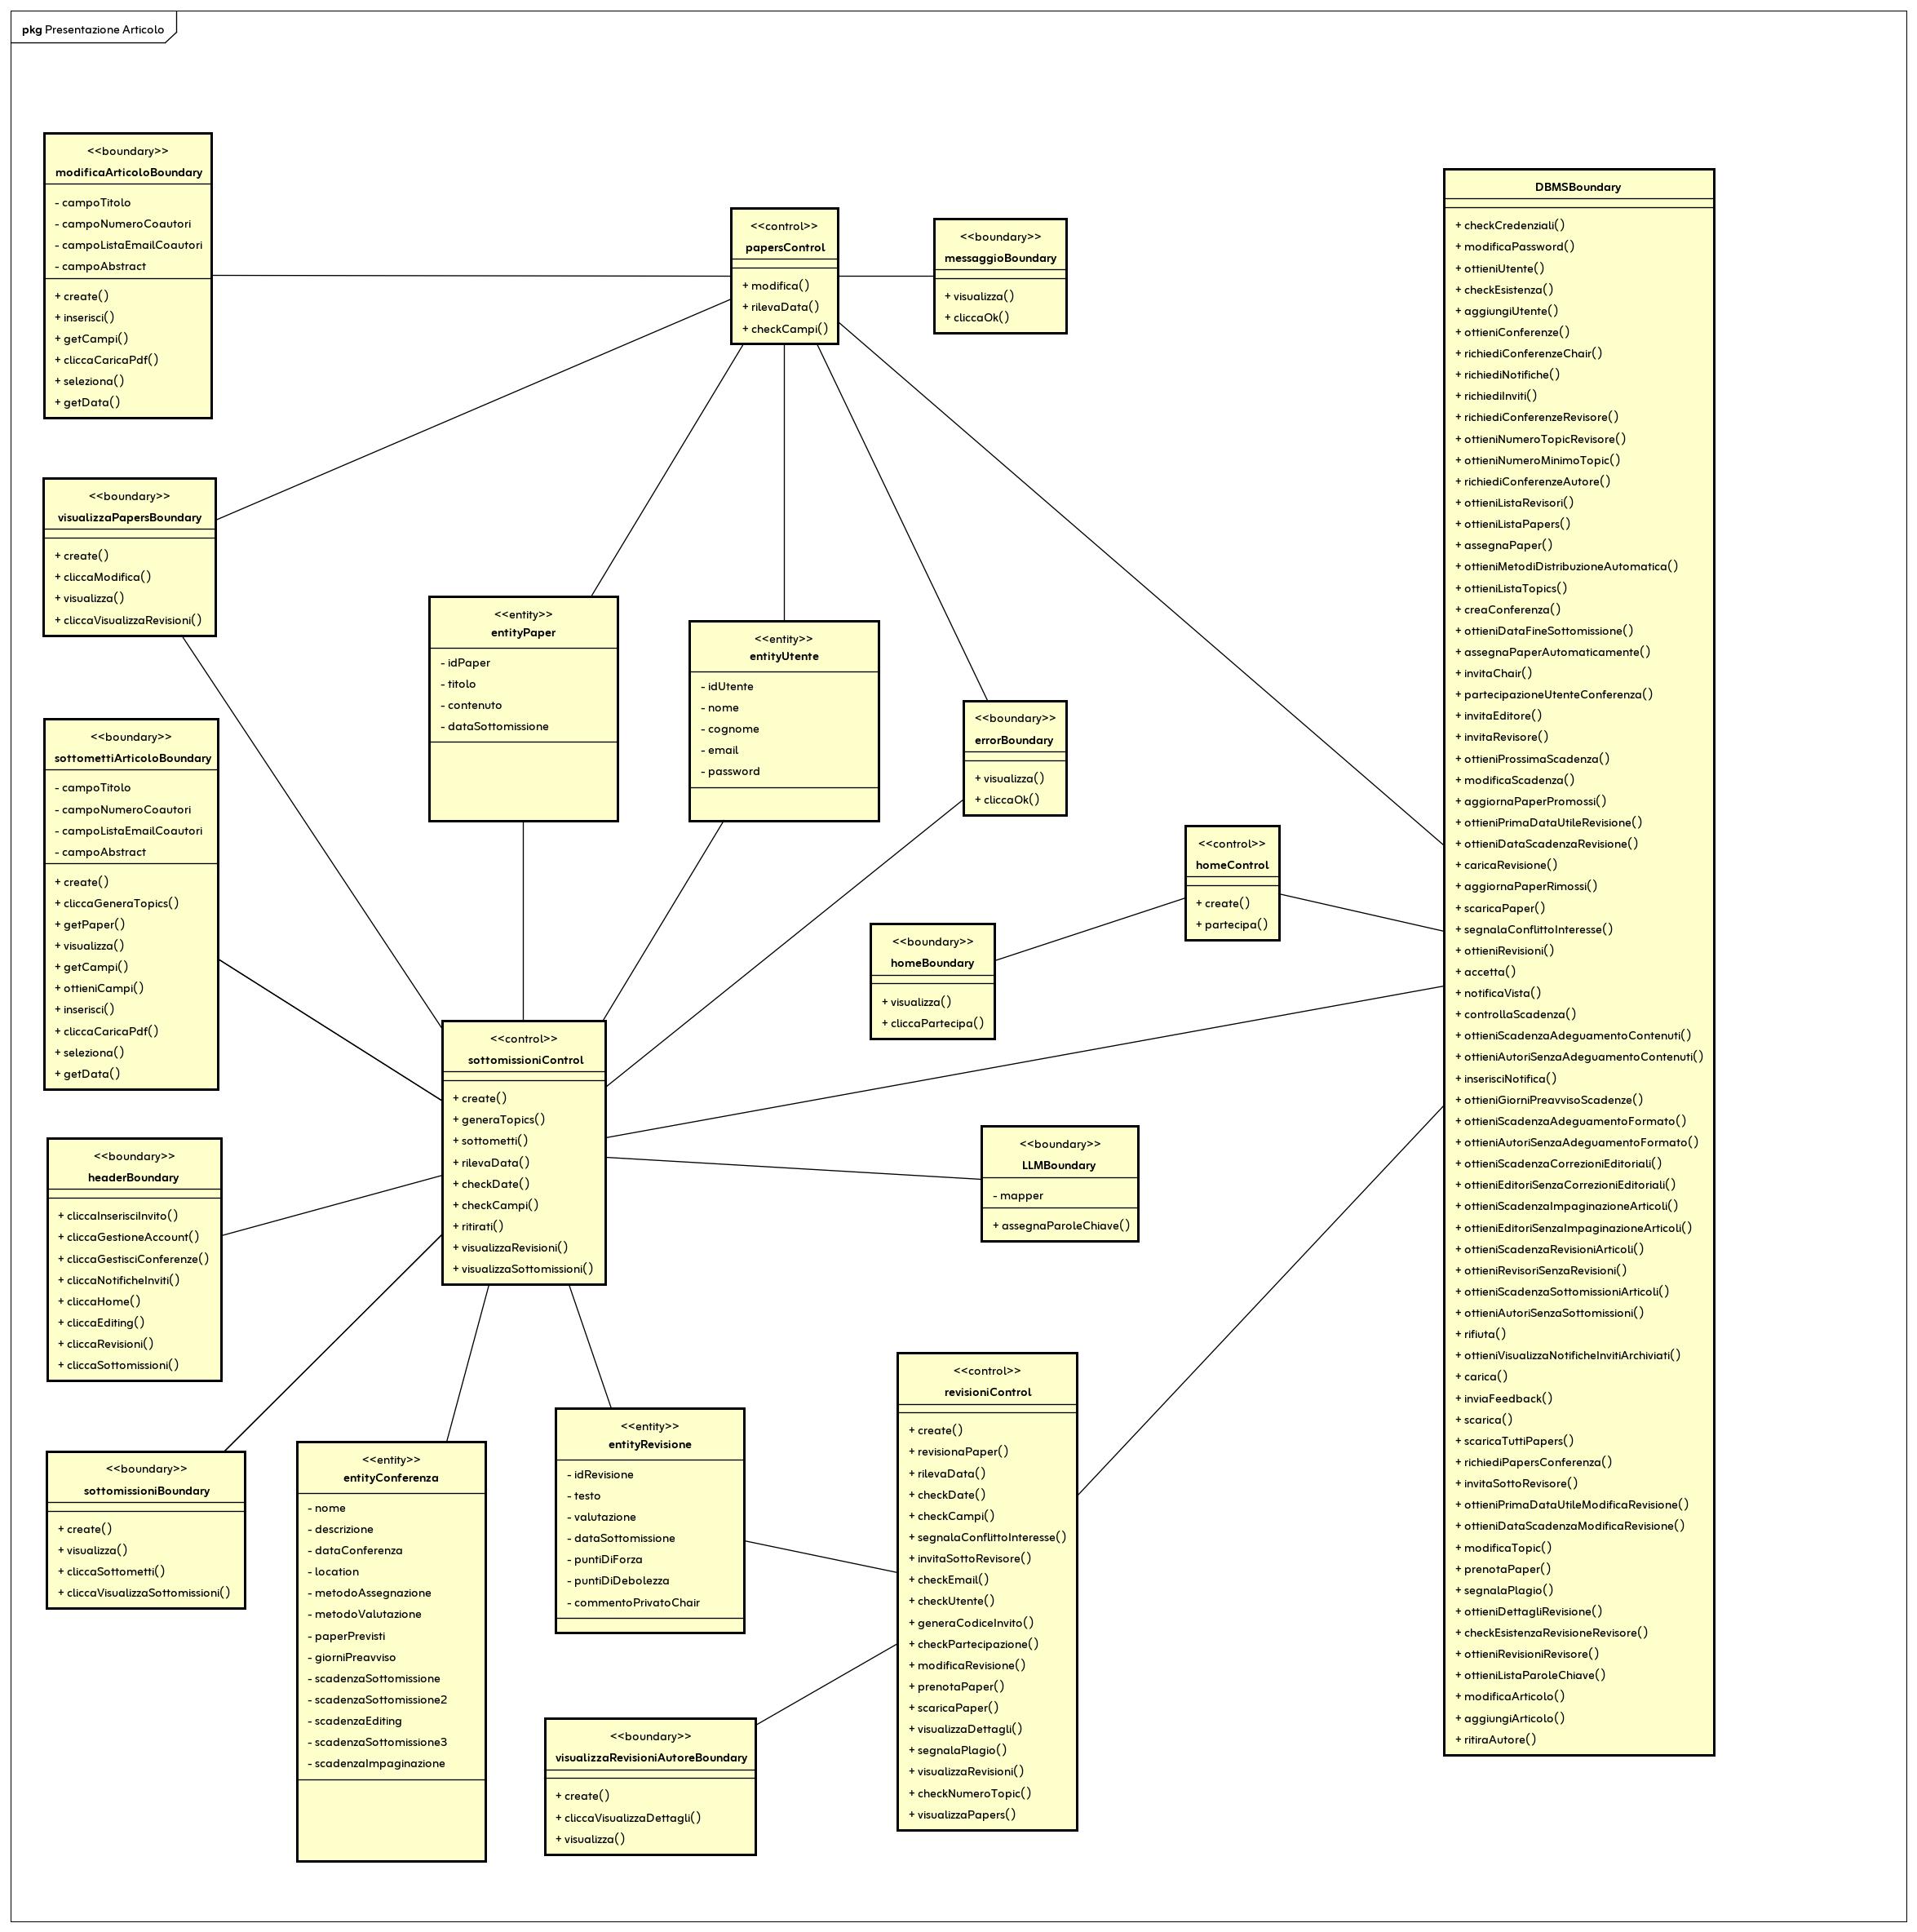 pkg Presentazione Articolo
<<boundary>>
modificaArticoloBoundary
- campoTitolo
- campoNumeroCoautori
- campoListaEmailCoautori
- campoAbstract
+ create()
+ inserisci()
+ getCampi()
+ cliccaCaricaPdf()
+ seleziona()
+ getData()
<<control>>
papersControl
+ modifica()
+ rilevaData()
+ checkCampi()
<<boundary>>
messaggioBoundary
+ visualizza()
+ cliccaOk()
DBMSBoundary
+ checkCredenziali()
+ modificaPassword()
+ ottieniUtente()
+ checkEsistenza()
+ aggiungiUtente()
+ ottieniConferenze()
+ richiediConferenzeChair()
+ richiediNotifiche()
+ richiediInviti()
+ richiediConferenzeRevisore()
+ ottieniNumeroTopicRevisore()
+ ottieniNumeroMinimoTopic()
+ richiediConferenzeAutore()
+ ottieniListaRevisori()
+ ottieniListaPapers()
+ assegnaPaper()
+ ottieniMetodiDistribuzioneAutomatica()
+ ottieniListaTopics()
+ creaConferenza()
+ ottieniDataFineSottomissione()
+ assegnaPaperAutomaticamente()
+ invitaChair()
+ partecipazioneUtenteConferenza()
+ invitaEditore()
+ invitaRevisore()
+ ottieniProssimaScadenza()
+ modificaScadenza()
+ aggiornaPaperPromossi()
+ ottieniPrimaDataUtileRevisione()
+ ottieniDataScadenzaRevisione()
+ caricaRevisione()
+ aggiornaPaperRimossi()
+ scaricaPaper()
+ segnalaConflittoInteresse()
+ ottieniRevisioni()
+ accetta()
+ notificaVista()
+ controllaScadenza()
+ ottieniScadenzaAdeguamentoContenuti()
+ ottieniAutoriSenzaAdeguamentoContenuti()
+ inserisciNotifica()
+ ottieniGiorniPreavvisoScadenze()
+ ottieniScadenzaAdeguamentoFormato()
+ ottieniAutoriSenzaAdeguamentoFormato()
+ ottieniScadenzaCorrezioniEditoriali()
+ ottieniEditoriSenzaCorrezioniEditoriali()
+ ottieniScadenzaImpaginazioneArticoli()
+ ottieniEditoriSenzaImpaginazioneArticoli()
+ ottieniScadenzaRevisioniArticoli()
+ ottieniRevisoriSenzaRevisioni()
+ ottieniScadenzaSottomissioniArticoli()
+ ottieniAutoriSenzaSottomissioni()
+ rifiuta()
+ ottieniVisualizzaNotificheInvitiArchiviati()
+ carica()
+ inviaFeedback()
+ scarica()
+ scaricaTuttiPapers()
+ richiediPapersConferenza()
+ invitaSottoRevisore()
+ ottieniPrimaDataUtileModificaRevisione()
+ ottieniDataScadenzaModificaRevisione()
+ modificaTopic()
+ prenotaPaper()
+ segnalaPlagio()
+ ottieniDettagliRevisione()
+ checkEsistenzaRevisioneRevisore()
+ ottieniRevisioniRevisore()
+ ottieniListaParoleChiave()
+ modificaArticolo()
+ aggiungiArticolo()
+ ritiraAutore()
<<boundary>>
visualizzaPapersBoundary
+ create()
+ cliccaModifica()
+ visualizza()
+ cliccaVisualizzaRevisioni()
<<entity>>
entityPaper
- idPaper
- titolo
- contenuto
- dataSottomissione
<<entity>>
entityUtente
- idUtente
- nome
- cognome
- email
- password
<<boundary>>
errorBoundary
+ visualizza()
+ cliccaOk()
<<boundary>>
sottomettiArticoloBoundary
- campoTitolo
- campoNumeroCoautori
- campoListaEmailCoautori
- campoAbstract
+ create()
+ cliccaGeneraTopics()
+ getPaper()
+ visualizza()
+ getCampi()
+ ottieniCampi()
+ inserisci()
+ cliccaCaricaPdf()
+ seleziona()
+ getData()
<<control>>
homeControl
+ create()
+ partecipa()
<<boundary>>
homeBoundary
+ visualizza()
+ cliccaPartecipa()
<<control>>
sottomissioniControl
+ create()
+ generaTopics()
+ sottometti()
+ rilevaData()
+ checkDate()
+ checkCampi()
+ ritirati()
+ visualizzaRevisioni()
+ visualizzaSottomissioni()
<<boundary>>
LLMBoundary
- mapper
+ assegnaParoleChiave()
<<boundary>>
headerBoundary
+ cliccaInserisciInvito()
+ cliccaGestioneAccount()
+ cliccaGestisciConferenze()
+ cliccaNotificheInviti()
+ cliccaHome()
+ cliccaEditing()
+ cliccaRevisioni()
+ cliccaSottomissioni()
<<boundary>>
sottomissioniBoundary
+ create()
+ visualizza()
+ cliccaSottometti()
+ cliccaVisualizzaSottomissioni()
<<entity>>
entityConferenza
- nome
- descrizione
- dataConferenza
- location
- metodoAssegnazione
- metodoValutazione
- paperPrevisti
- giorniPreavviso
- scadenzaSottomissione
- scadenzaSottomissione2
- scadenzaEditing
- scadenzaSottomissione3
- scadenzaImpaginazione
<<entity>>
entityRevisione
- idRevisione
- testo
- valutazione
- dataSottomissione
- puntiDiForza
- puntiDiDebolezza
- commentoPrivatoChair
<<control>>
revisioniControl
+ create()
+ revisionaPaper()
+ rilevaData()
+ checkDate()
+ checkCampi()
+ segnalaConflittoInteresse()
+ invitaSottoRevisore()
+ checkEmail()
+ checkUtente()
+ generaCodiceInvito()
+ checkPartecipazione()
+ modificaRevisione()
+ prenotaPaper()
+ scaricaPaper()
+ visualizzaDettagli()
+ segnalaPlagio()
+ visualizzaRevisioni()
+ checkNumeroTopic()
+ visualizzaPapers()
<<boundary>>
visualizzaRevisioniAutoreBoundary
+ create()
+ cliccaVisualizzaDettagli()
+ visualizza()